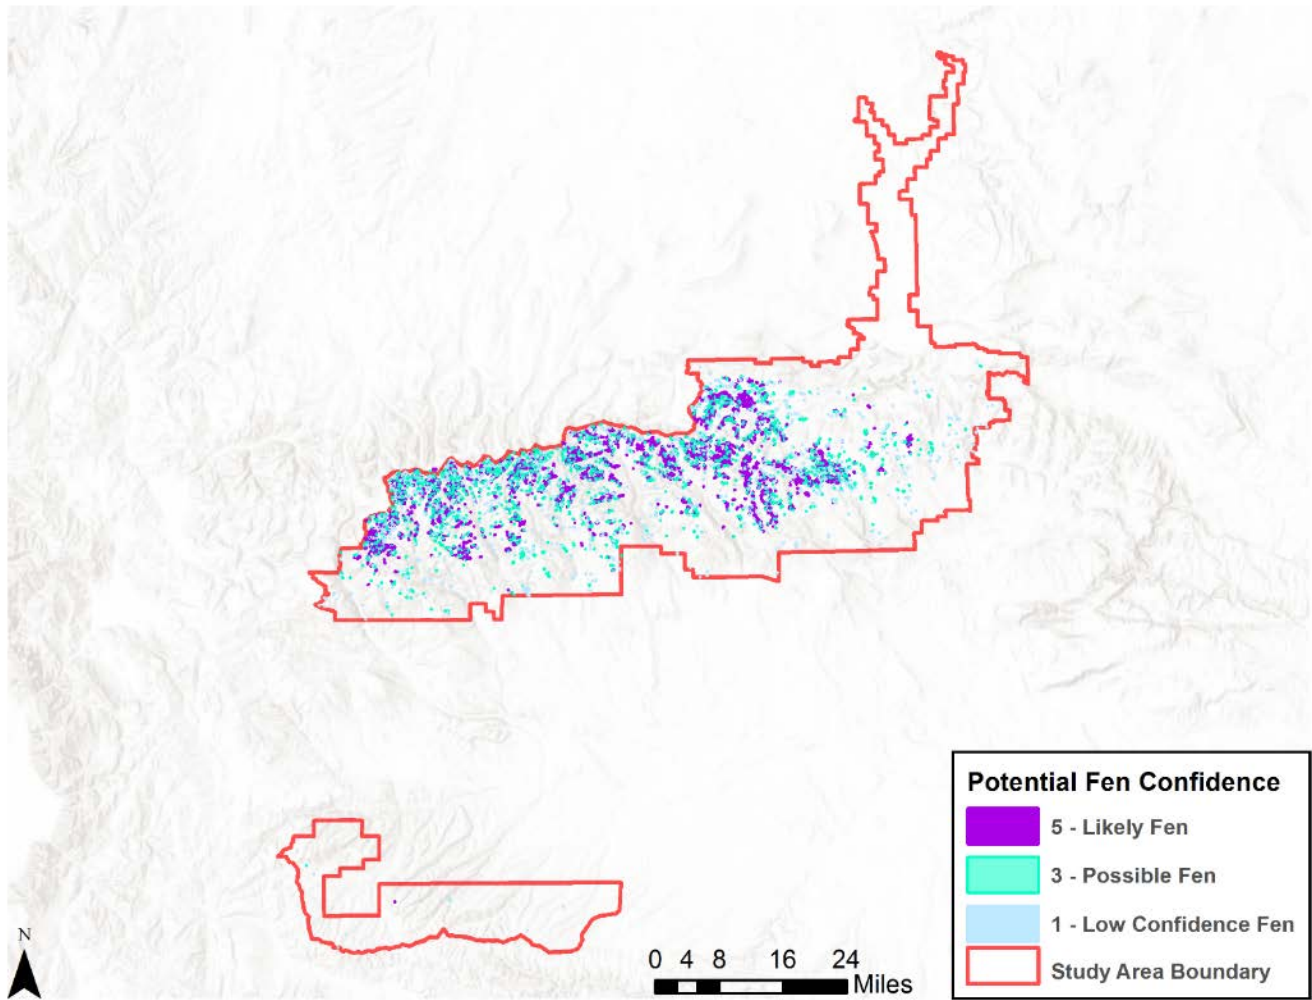 Potential Fen Confidence
5 - Likely Fen
3 - Possible Fen
1 - Low Confidence Fen
Study Area Boundary
N
0 4 8 16 24
Miles